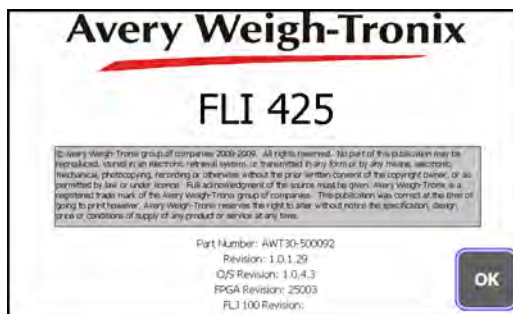 Avery Weigh-Tronix
FLI 425
© Avery Weigh-Tronix group of companies 2008-2009. All rights reserved. No part of this publication may be
reproduced, stored in an electronic retrieval system, or transmitted in any form or by any means, electronic,
mechanical, photocopying, recording or otherwise without the prior written consent of the copyright owner, or as
permitted by law or under licence. Full acknowledgment of the source must be given. Avery Weigh-Tronix is a
registered trade mark of the Avery Weigh-Tronix group of companies. This publication was correct at the time of
going to print however, Avery Weigh-Tronix reserves the right to alter without notice the specification, design,
price or conditions of supply of any product or service at any time.
Part Number: AWT30-500092
Revision: 1.0.1.29
O/S Revision: 1.0.4.3
FPGA Revision: 25003
FLI 100 Revision:
OK